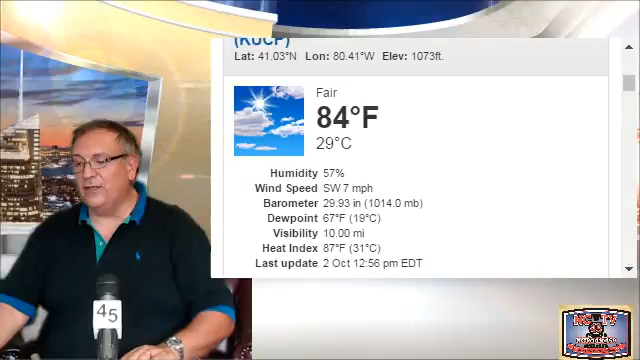 (KUCP)
Lat: 41.03°N Lon: 80.41°W Elev: 1073ft.
Fair
84°F
29°C
Humidity 57%
Wind Speed SW 7 mph
Barometer 29.93 in (1014.0 mb)
Dewpoint 67°F (19°C)
Visibility 10.00 mi
Heat Index 87°F (31°C)
Last update 2 Oct 12:56 pm EDT
45
NC TV